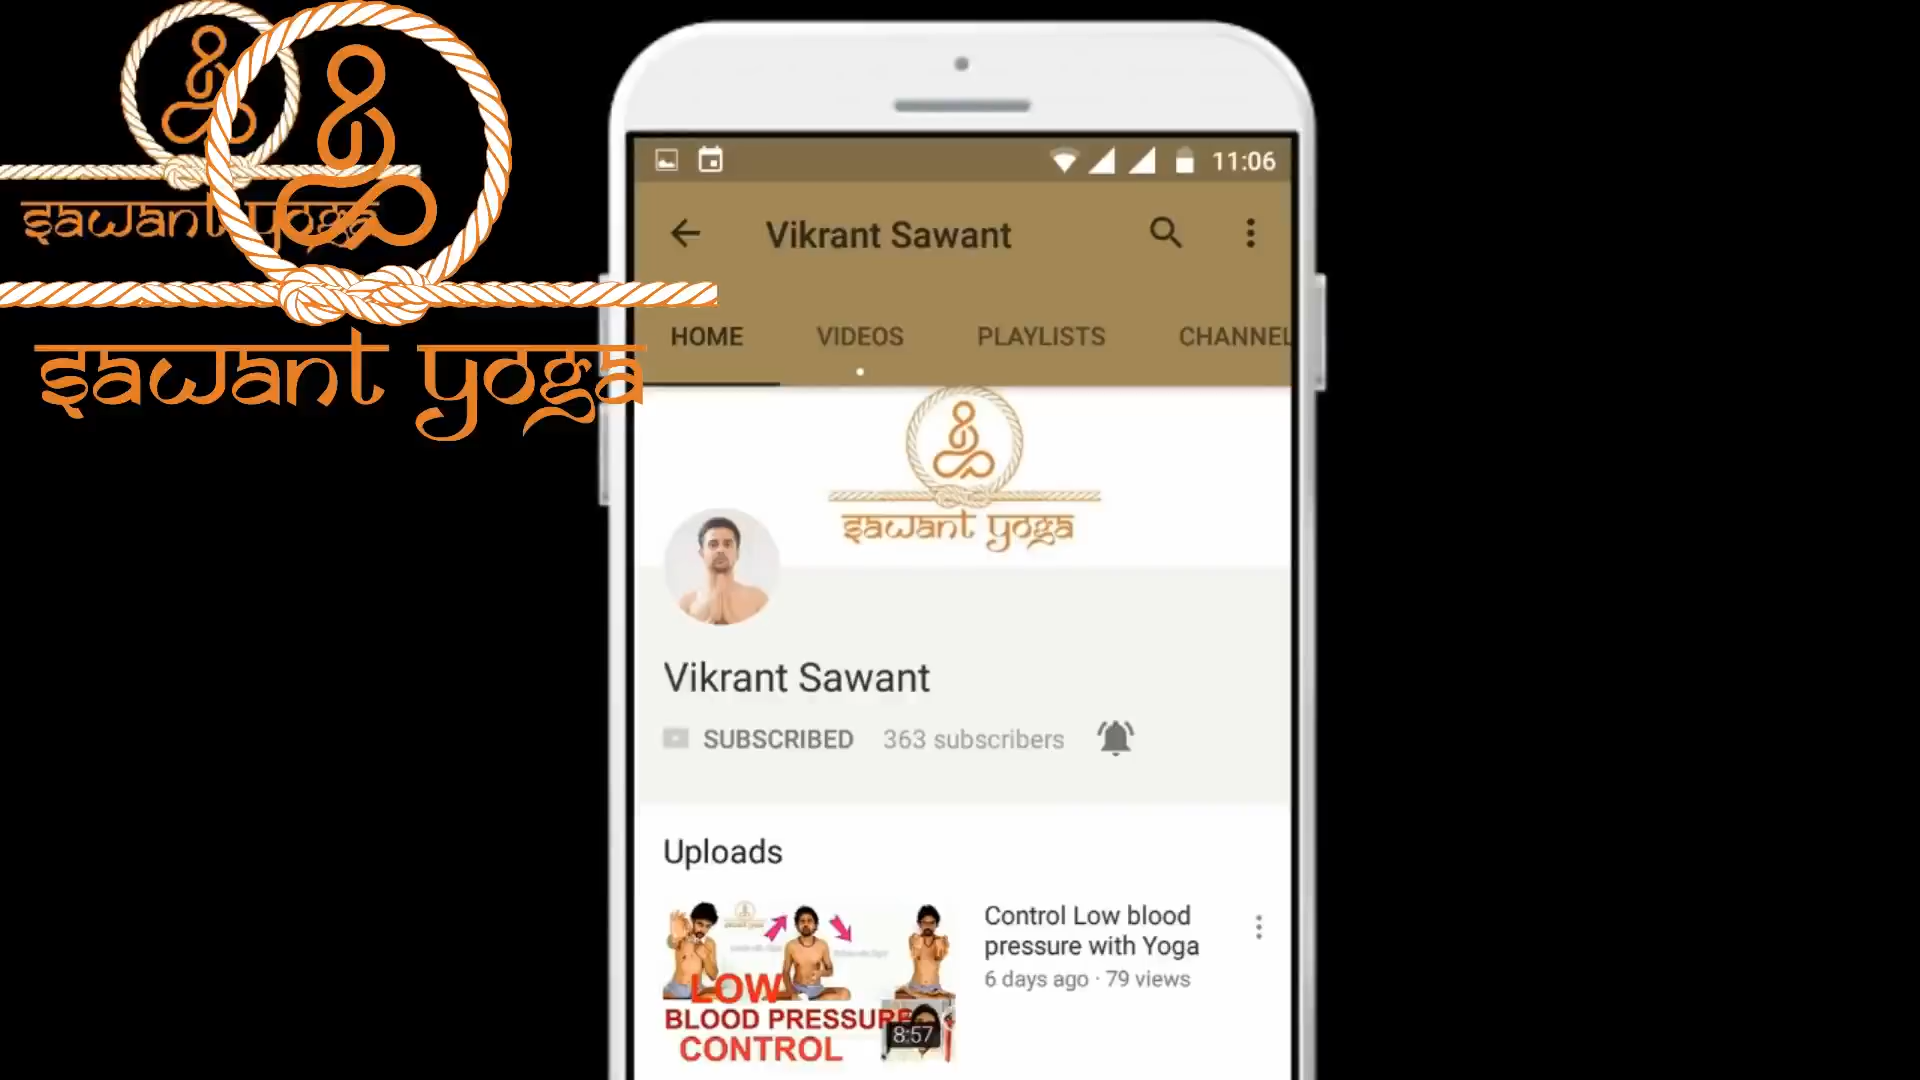 sawant yoga
sawant yoga
11:06
Vikrant Sawant
HOME VIDEOS PLAYLISTS CHANNEL
sawant yoga
Vikrant Sawant
SUBSCRIBED 363 subscribers
Uploads
LOW
BLOOD PRESSURE
CONTROL
8:57
Control Low blood
pressure with Yoga
6 days ago · 79 views